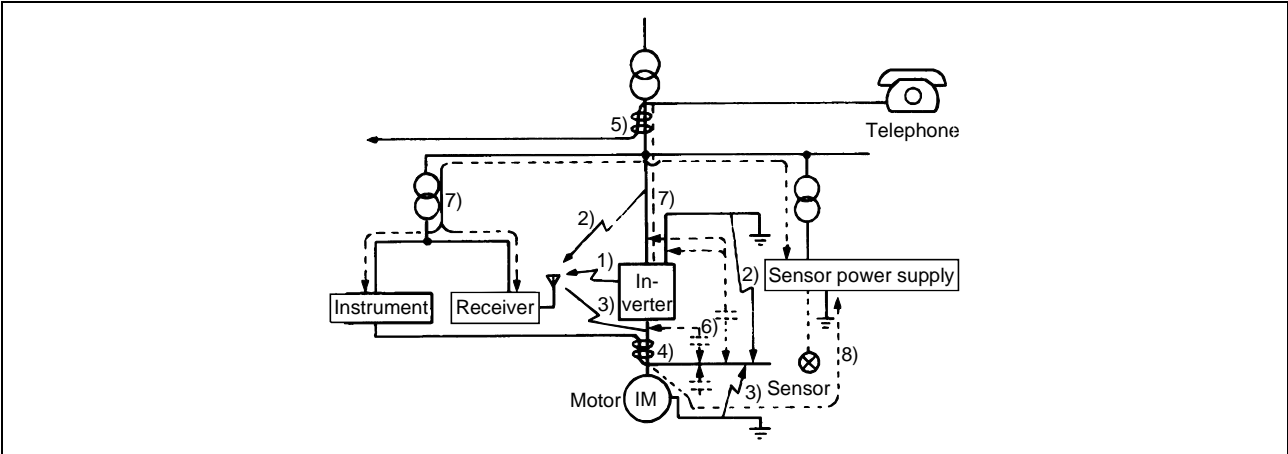 5)
Telephone
7)
7)
2)
1)
2)
In-
verter
Sensor power supply
Instrument
Receiver
3)
6)
4)
8)
3)
Sensor
Motor
IM